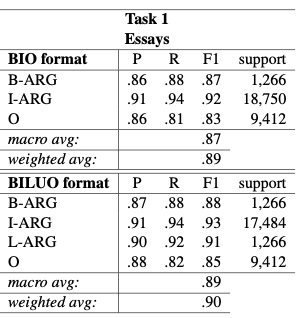 Task 1
Essays
BIO format P R F1 support
B-ARG .86 .88 .87 1,266
I-ARG .91 .94 .92 18,750
O .86 .81 .83 9,412
macro avg: .87
weighted avg: .89
BILUO format P R F1 support
B-ARG .87 .88 .88 1,266
I-ARG .91 .94 .93 17,484
L-ARG .90 .92 .91 1,266
O .88 .82 .85 9,412
macro avg: .89
weighted avg: .90